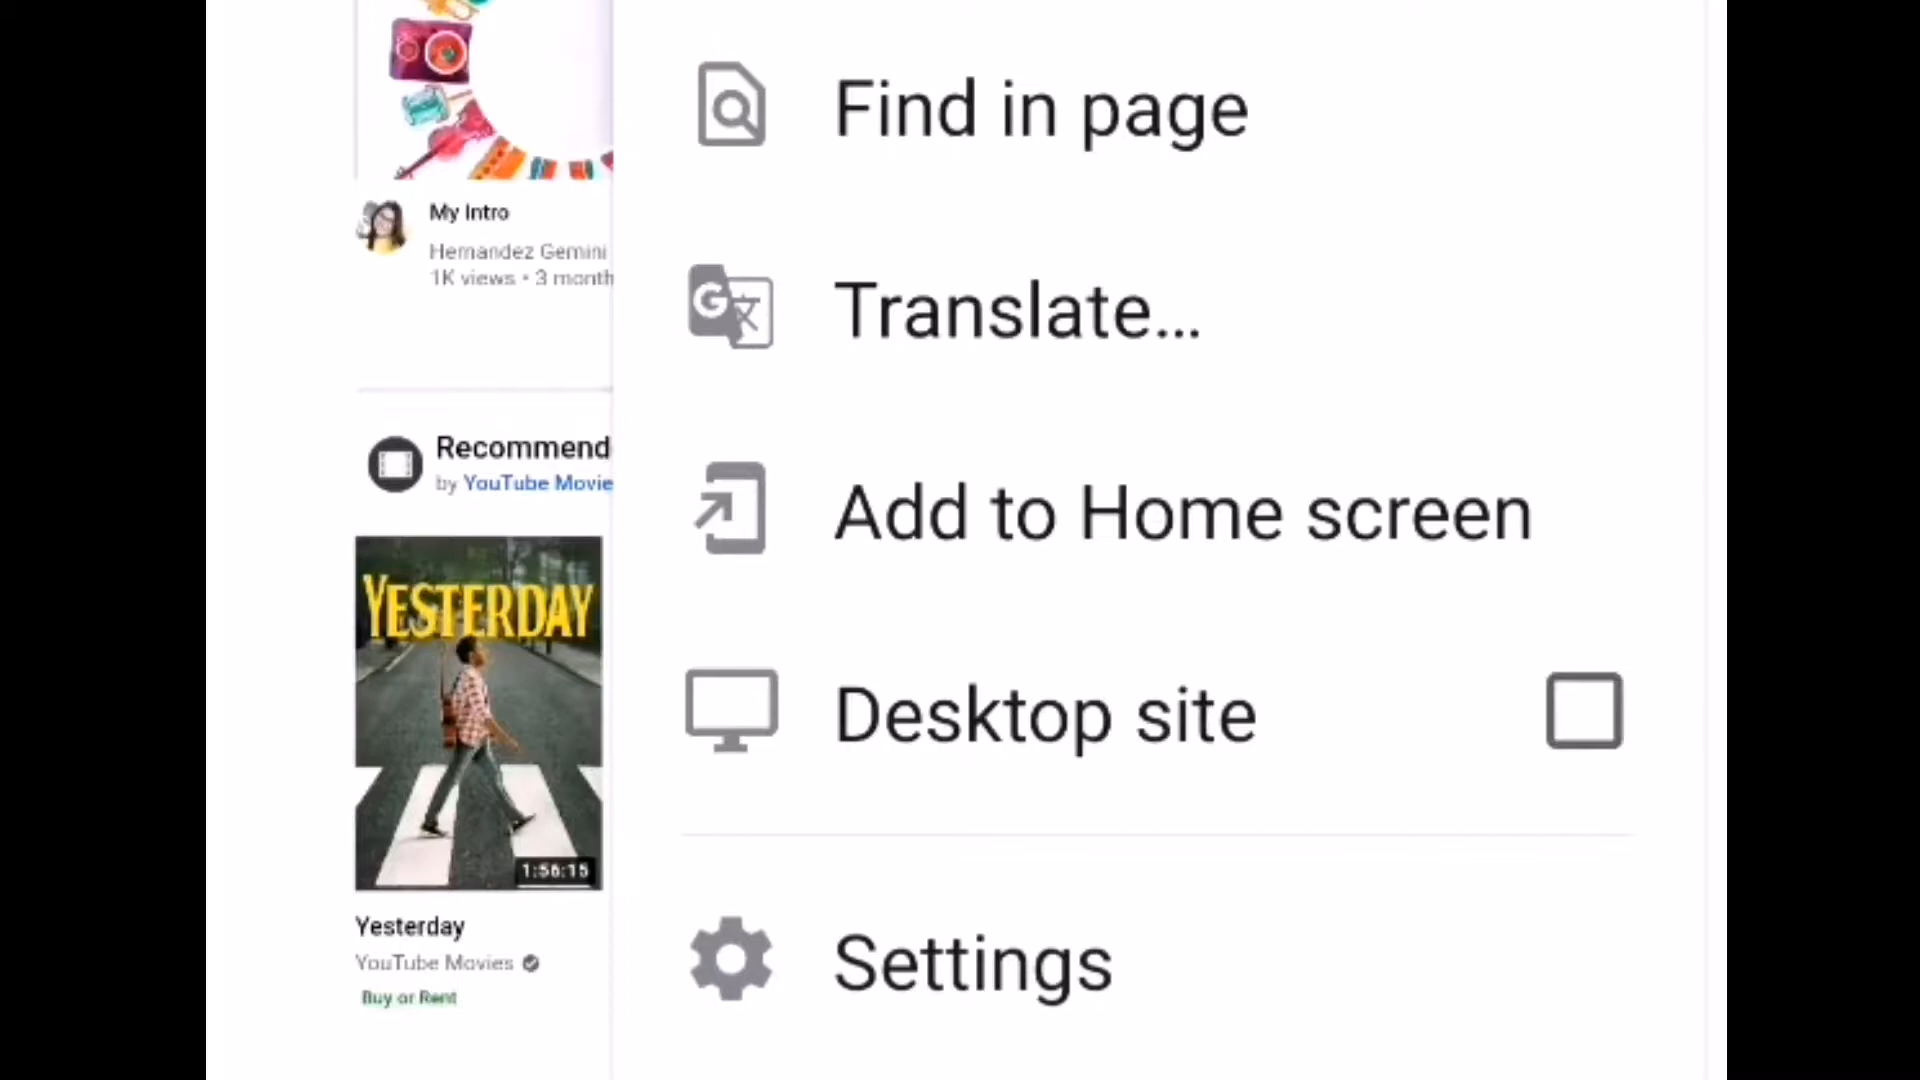 My Intro
Hernandez Gemini
1K views • 3 month
Recommend
by YouTube Movie
YESTERDAY
1:56:15
Yesterday
YouTube Movies
Buy or Rent
Find in page
Translate...
Add to Home screen
Desktop site
Settings